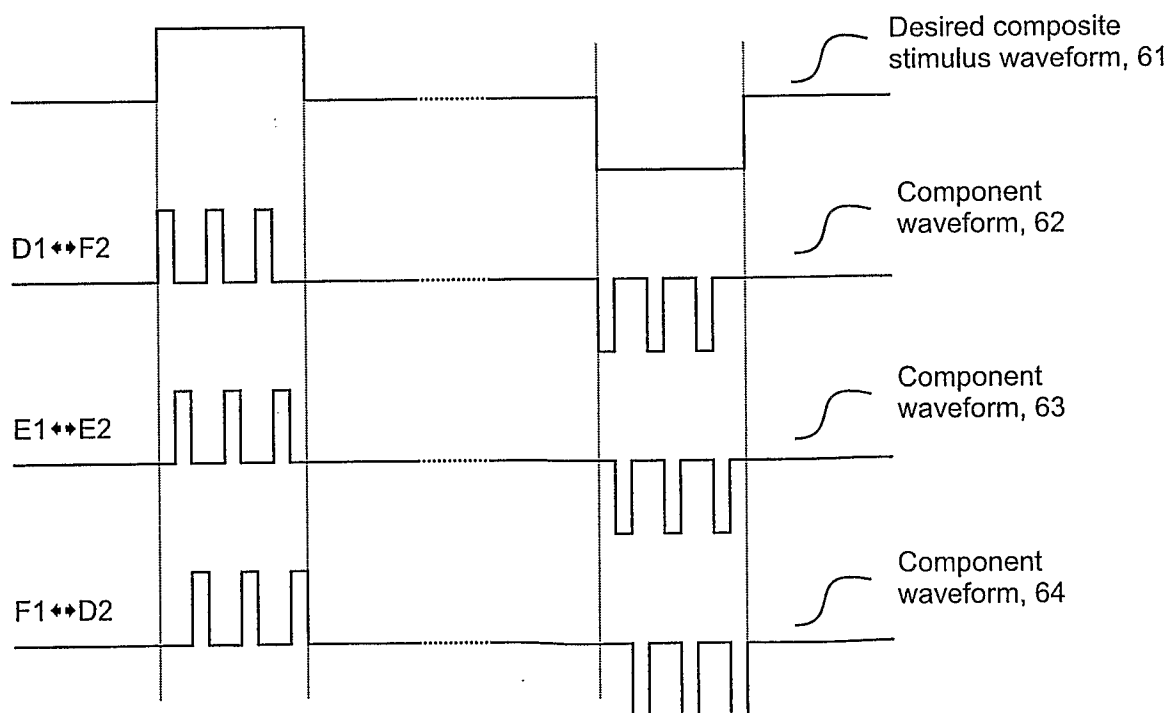 Desired composite
stimulus waveform, 61
Component
waveform, 62
D1↔F2
Component
waveform, 63
E1↔E2
Component
waveform, 64
F1↔D2